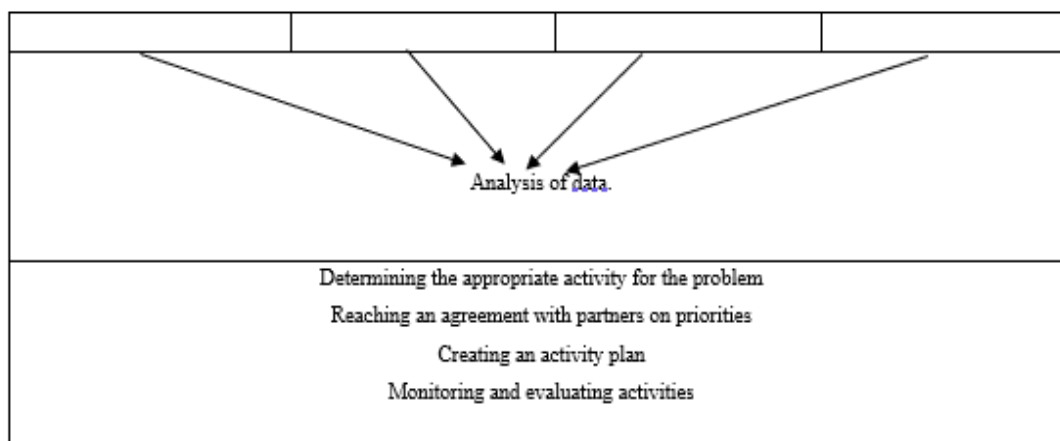 Analysis of data.
Determining the appropriate activity for the problem
Reaching an agreement with partners on priorities
Creating an activity plan
Monitoring and evaluating activities